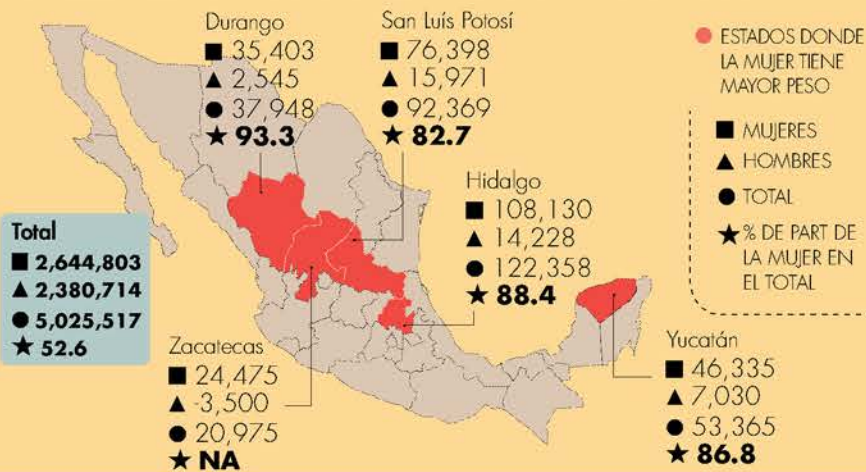 Durango
■ 35,403
▲ 2,545
● 37,948
★ 93.3
San Luís Potosí
■ 76,398
▲ 15,971
● 92,369
★ 82.7
● ESTADOS DONDE
LA MUJER TIENE
MAYOR PESO
■ MUJERES
▲ HOMBRES
● TOTAL
★ % DE PART DE
LA MUJER EN
EL TOTAL
Hidalgo
■ 108,130
▲ 14,228
● 122,358
★ 88.4
Total
■ 2,644,803
▲ 2,380,714
● 5,025,517
★ 52.6
Zacatecas
■ 24,475
▲ -3,500
● 20,975
★ NA
Yucatán
■ 46,335
▲ 7,030
● 53,365
★ 86.8